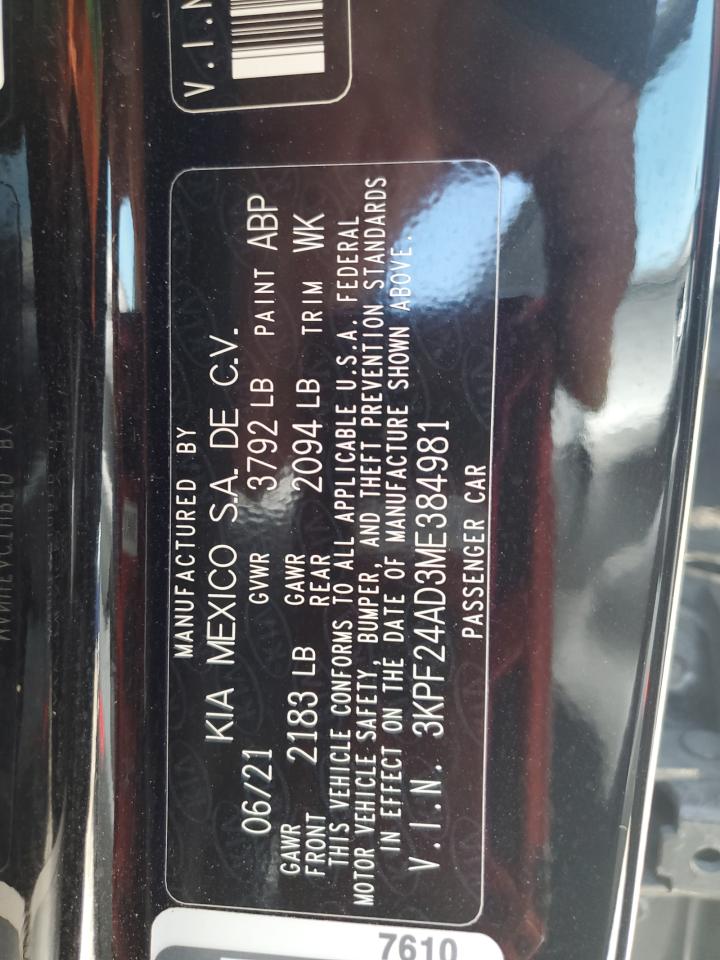 V.I.N
MANUFACTURED BY
KIA MEXICO S.A. DE C.V.
06/21 GVWR 3792 LB PAINT ABP
GAWR FRONT 2183 LB GAWR REAR 2094 LB TRIM WK
THIS VEHICLE CONFORMS TO ALL APPLICABLE U.S.A. FEDERAL
MOTOR VEHICLE SAFETY, BUMPER, AND THEFT PREVENTION STANDARDS
IN EFFECT ON THE DATE OF MANUFACTURE SHOWN ABOVE.
V.I.N. 3KPF24AD3ME384981
PASSENGER CAR
7610